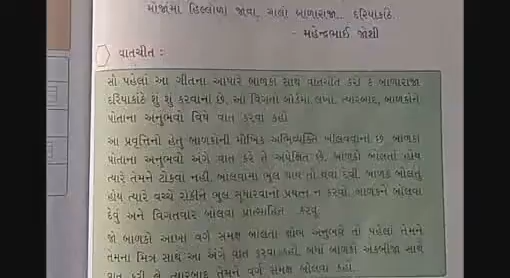 મોજાંમાં હિલ્લોળા જોવા, ચાલો બાળારાજા... દરિયાકાંઠે.
- મહેન્દ્રભાઈ જોશી
વાતચીત :
સૌ પહેલાં આ ગીતના આધારે બાળકો સાથે વાતચીત કરો કે બાળારાજા
દરિયાકાંઠે શું શું કરવાના છે. આ વિગતો બોર્ડમાં લખો. ત્યારબાદ, બાળકોને
પોતાના અનુભવો વિષે વાત કરવા કહો.
આ પ્રવૃત્તિનો હેતુ બાળકોની મૌખિક અભિવ્યક્તિ ખીલવવાનો છે. બાળકો
પોતાના અનુભવો અંગે વાત કરે તે અપેક્ષિત છે. બાળકો બોલતાં હોય
ત્યારે તેમને ટોકવા નહીં. બોલવામાં ભુલ થાય તો થવા દેવી. બાળક બોલતું
હોય ત્યારે વચ્ચે રોકીને ભુલ સુધારવાનો પ્રયત્ન ન કરવો. બાળકને બોલવા
દેવું અને વિગતવાર બોલવા પ્રોત્સાહિત કરવું.
જો બાળકો આખા વર્ગ સમક્ષ બોલતા ક્ષોભ અનુભવે તો પહેલાં તેમને
તેમના મિત્ર સાથે આ અંગે વાત કરવા કહો. બધાં બાળકો એકબીજા સાથે
વાત કરી લે ત્યારબાદ તેમને વર્ગ સમક્ષ બોલવા કહો.